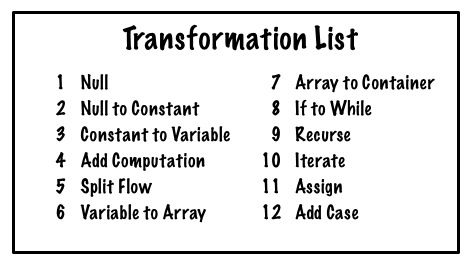 Transformation List
1 Null
2 Null to Constant
3 Constant to Variable
4 Add Computation
5 Split Flow
6 Variable to Array
7 Array to Container
8 If to While
9 Recurse
10 Iterate
11 Assign
12 Add Case